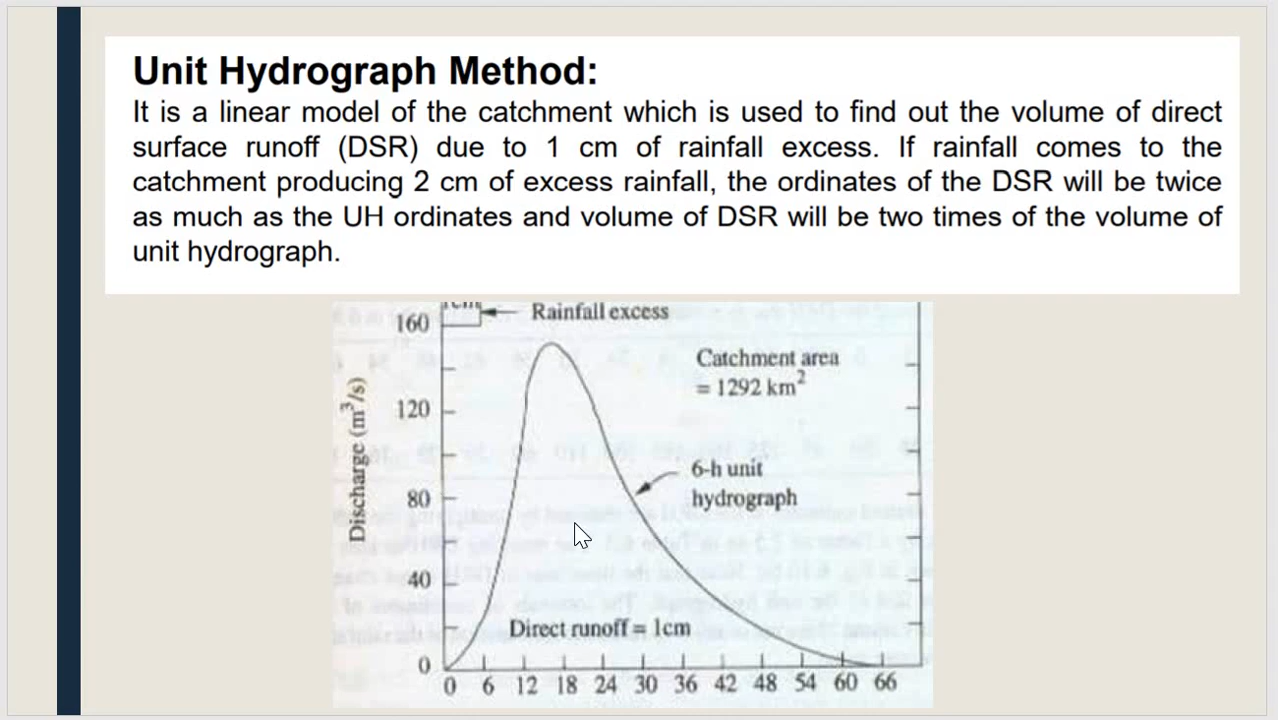 Unit Hydrograph Method:
It is a linear model of the catchment which is used to find out the volume of direct
surface runoff (DSR) due to 1 cm of rainfall excess. If rainfall comes to the
catchment producing 2 cm of excess rainfall, the ordinates of the DSR will be twice
as much as the UH ordinates and volume of DSR will be two times of the volume of
unit hydrograph.
Rainfall excess
160
Catchment area
= 1292 km²
Discharge (m³/s)
120
6-h unit
hydrograph
80
40
Direct runoff = 1cm
0
0 6 12 18 24 30 36 42 48 54 60 66